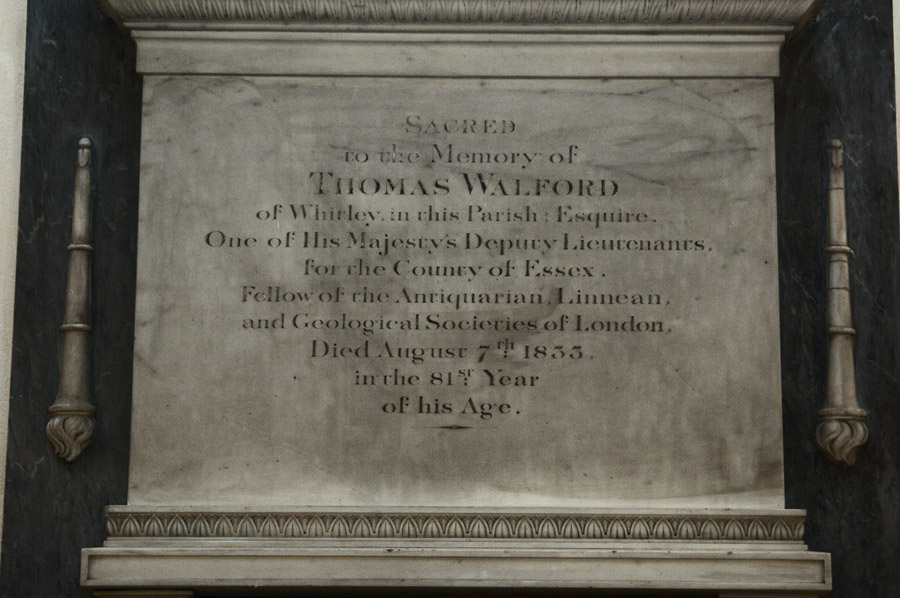 SACRED
to the Memory of
THOMAS WALFORD
of Whitley, in this Parish; Esquire,
One of His Majesty's Deputy Lieutenants,
for the County of Essex.
Fellow of the Antiquarian, Linnean,
and Geological Societies of London,
Died August 7th 1833,
in the 81st Year
of his Age.